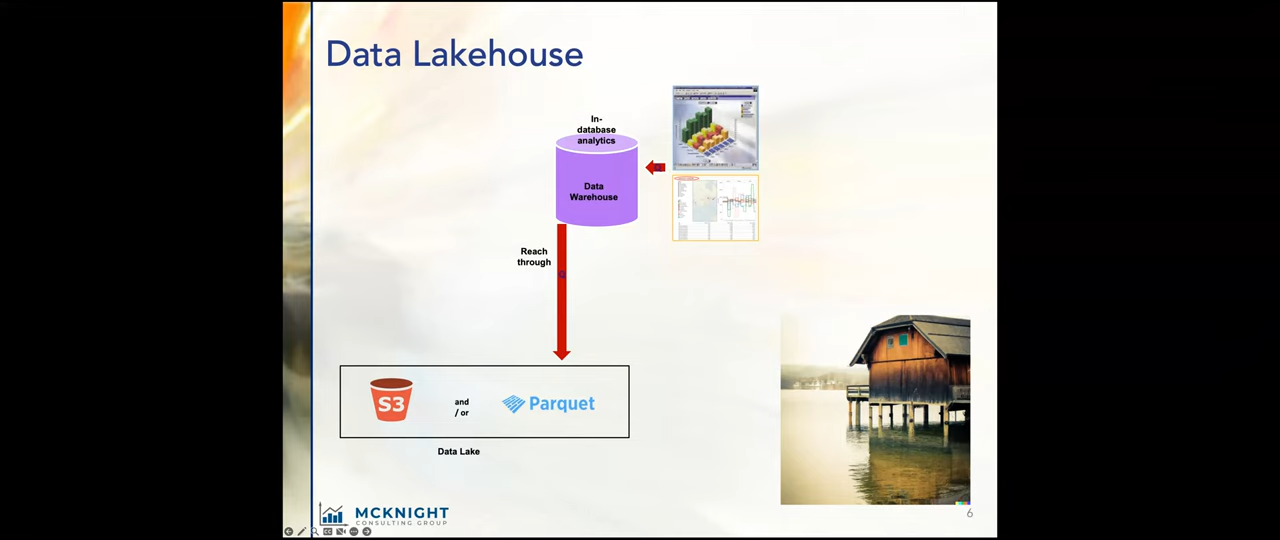 Data Lakehouse
In-
database
analytics
Data
Warehouse
Reach
through
S3
and
/ or
Parquet
Data Lake
MCKNIGHT
CONSULTING GROUP
6